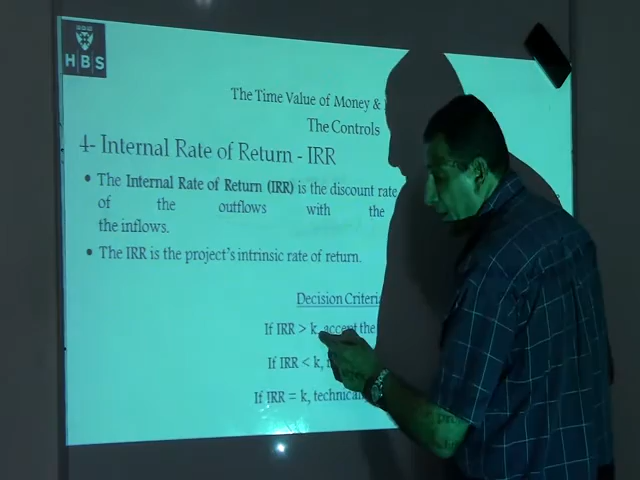 HBS
The Time Value of Money &
The Controls
4- Internal Rate of Return - IRR
• The Internal Rate of Return (IRR) is the discount rate
of the outflows with the
the inflows.
• The IRR is the project's intrinsic rate of return.
Decision Criteria
If IRR > k, accept the
If IRR < k,
If IRR = k,